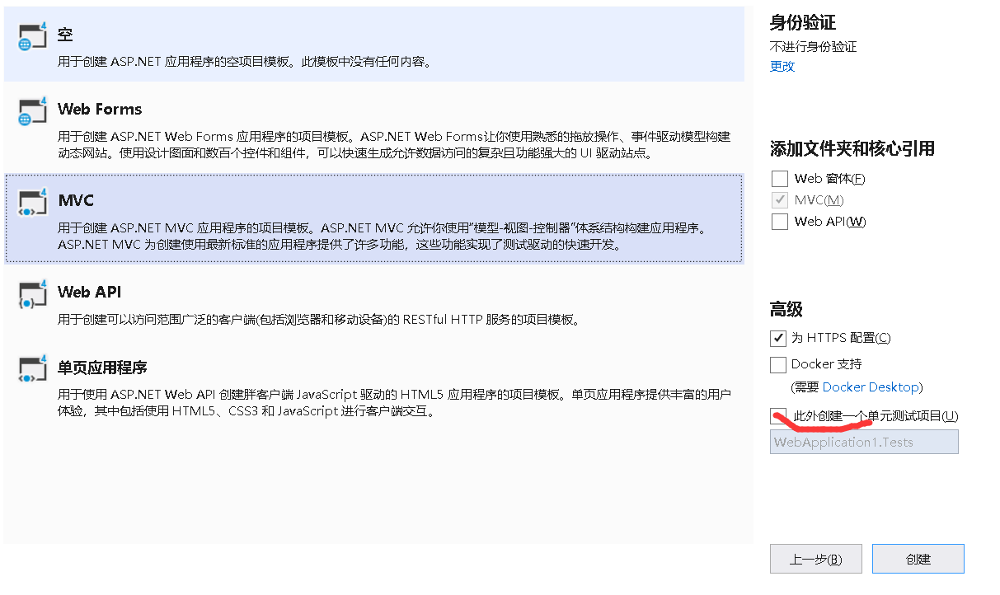 空
用于创建 ASP.NET 应用程序的空项目模板。此模板中没有任何内容。
Web Forms
用于创建 ASP.NET Web Forms 应用程序的项目模板。ASP.NET Web Forms让你使用熟悉的拖放操作、事件驱动模型构建
动态网站。使用设计图面和数百个控件和组件，可以快速生成允许数据访问的复杂且功能强大的 UI 驱动站点。
MVC
用于创建 ASP.NET MVC 应用程序的项目模板。ASP.NET MVC 允许你使用"模型-视图-控制器"体系结构构建应用程序。
ASP.NET MVC 为创建使用最新标准的应用程序提供了许多功能，这些功能实现了测试驱动的快速开发。
Web API
用于创建可以访问范围广泛的客户端(包括浏览器和移动设备)的 RESTful HTTP 服务的项目模板。
单页应用程序
用于使用 ASP.NET Web API 创建胖客户端 JavaScript 驱动的 HTML5 应用程序的项目模板。单页应用程序提供丰富的用户
体验，其中包括使用 HTML5、CSS3 和 JavaScript 进行客户端交互。
身份验证
不进行身份验证
更改
添加文件夹和核心引用
Web 窗体(F)
MVC(M)
Web API(W)
高级
为 HTTPS 配置(C)
Docker 支持
(需要 Docker Desktop)
此外创建一个单元测试项目(U)
WebApplication1.Tests
上一步(B)
创建